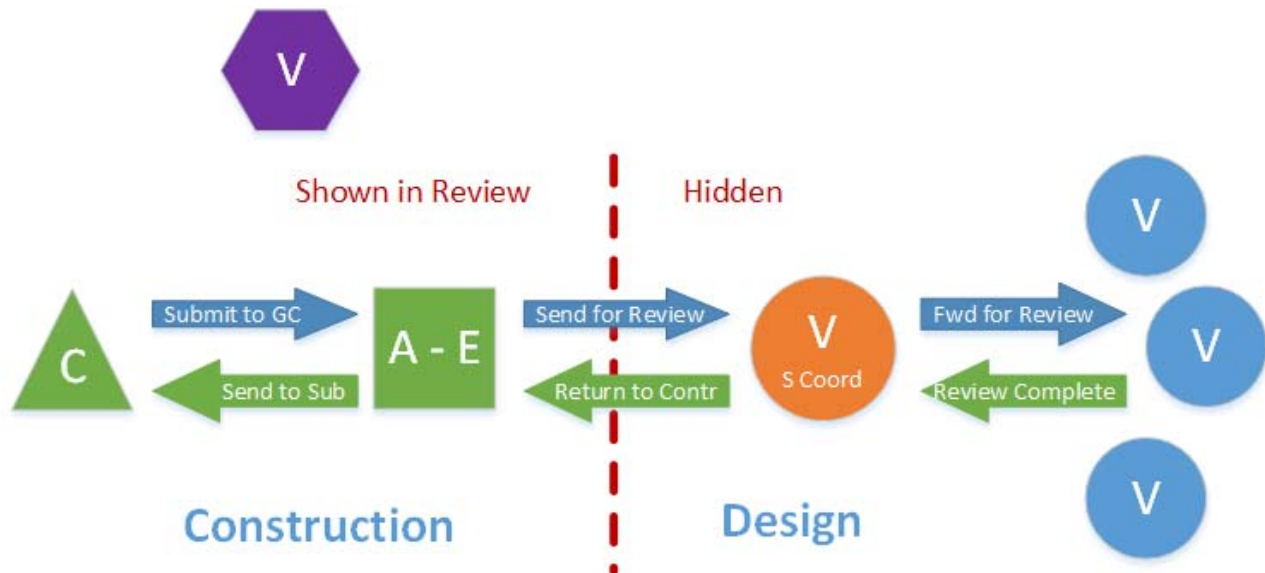 V
Shown in Review
Hidden
V
Submit to GC
Send for Review
Fwd for Review
C
A - E
V
S Coord
V
Send to Sub
Return to Contr
Review Complete
V
Construction
Design